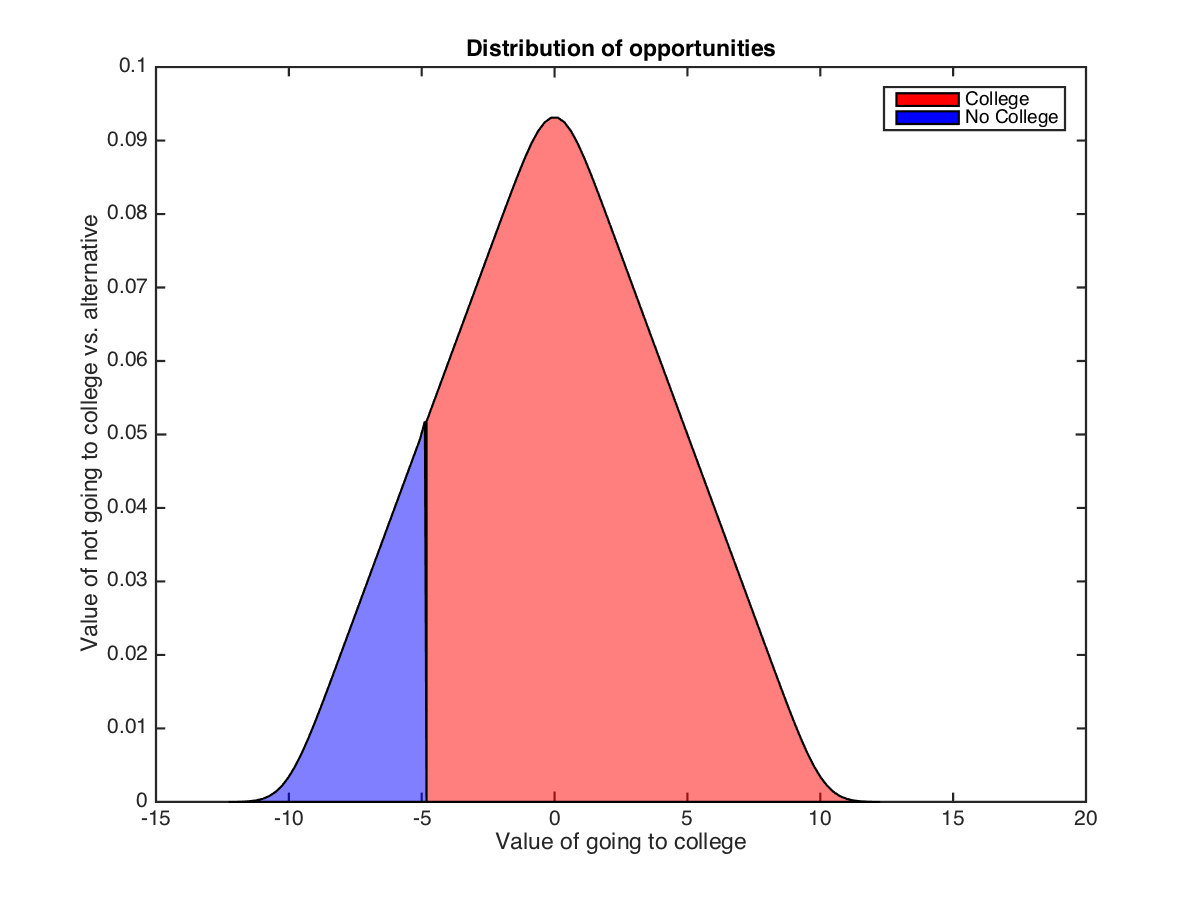 Distribution of opportunities
College
No College
Value of not going to college vs. alternative
0.1
0.09
0.08
0.07
0.06
0.05
0.04
0.03
0.02
0.01
0
-15 -10 -5 0 5 10 15 20
Value of going to college